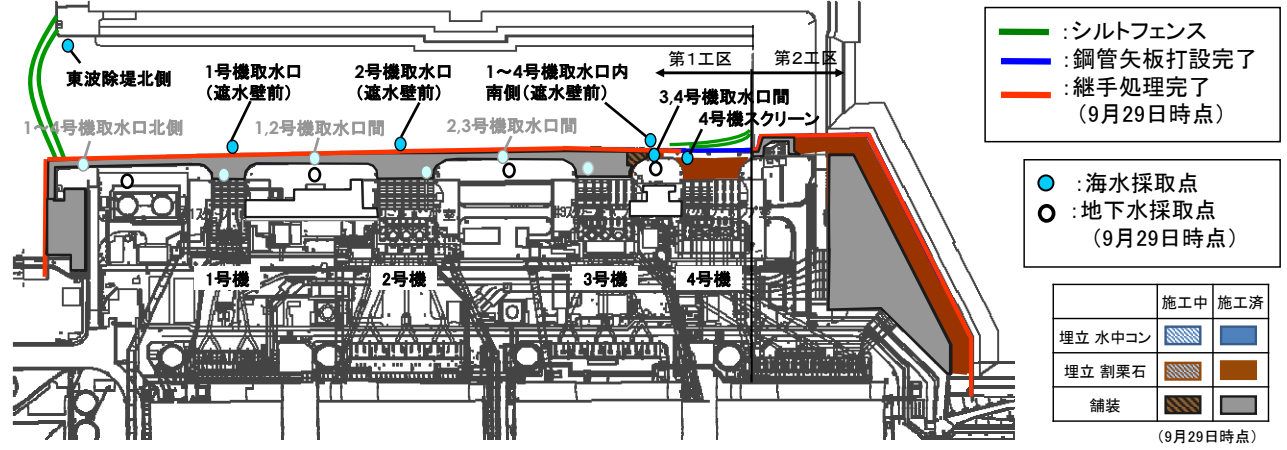 東波除堤北側
1号機取水口
(遮水壁前)
2号機取水口
(遮水壁前)
1～4号機取水口内
南側(遮水壁前)
第1工区
第2工区
3,4号機取水口間
4号機スクリーン
1～4号機取水口北側
1,2号機取水口間
2,3号機取水口間
1号機
2号機
3号機
4号機
:シルトフェンス
:鋼管矢板打設完了
:継手処理完了
(9月29日時点)
:海水採取点
:地下水採取点
(9月29日時点)
施工中 施工済
埋立 水中コン
埋立 割栗石
舗装
(9月29日時点)